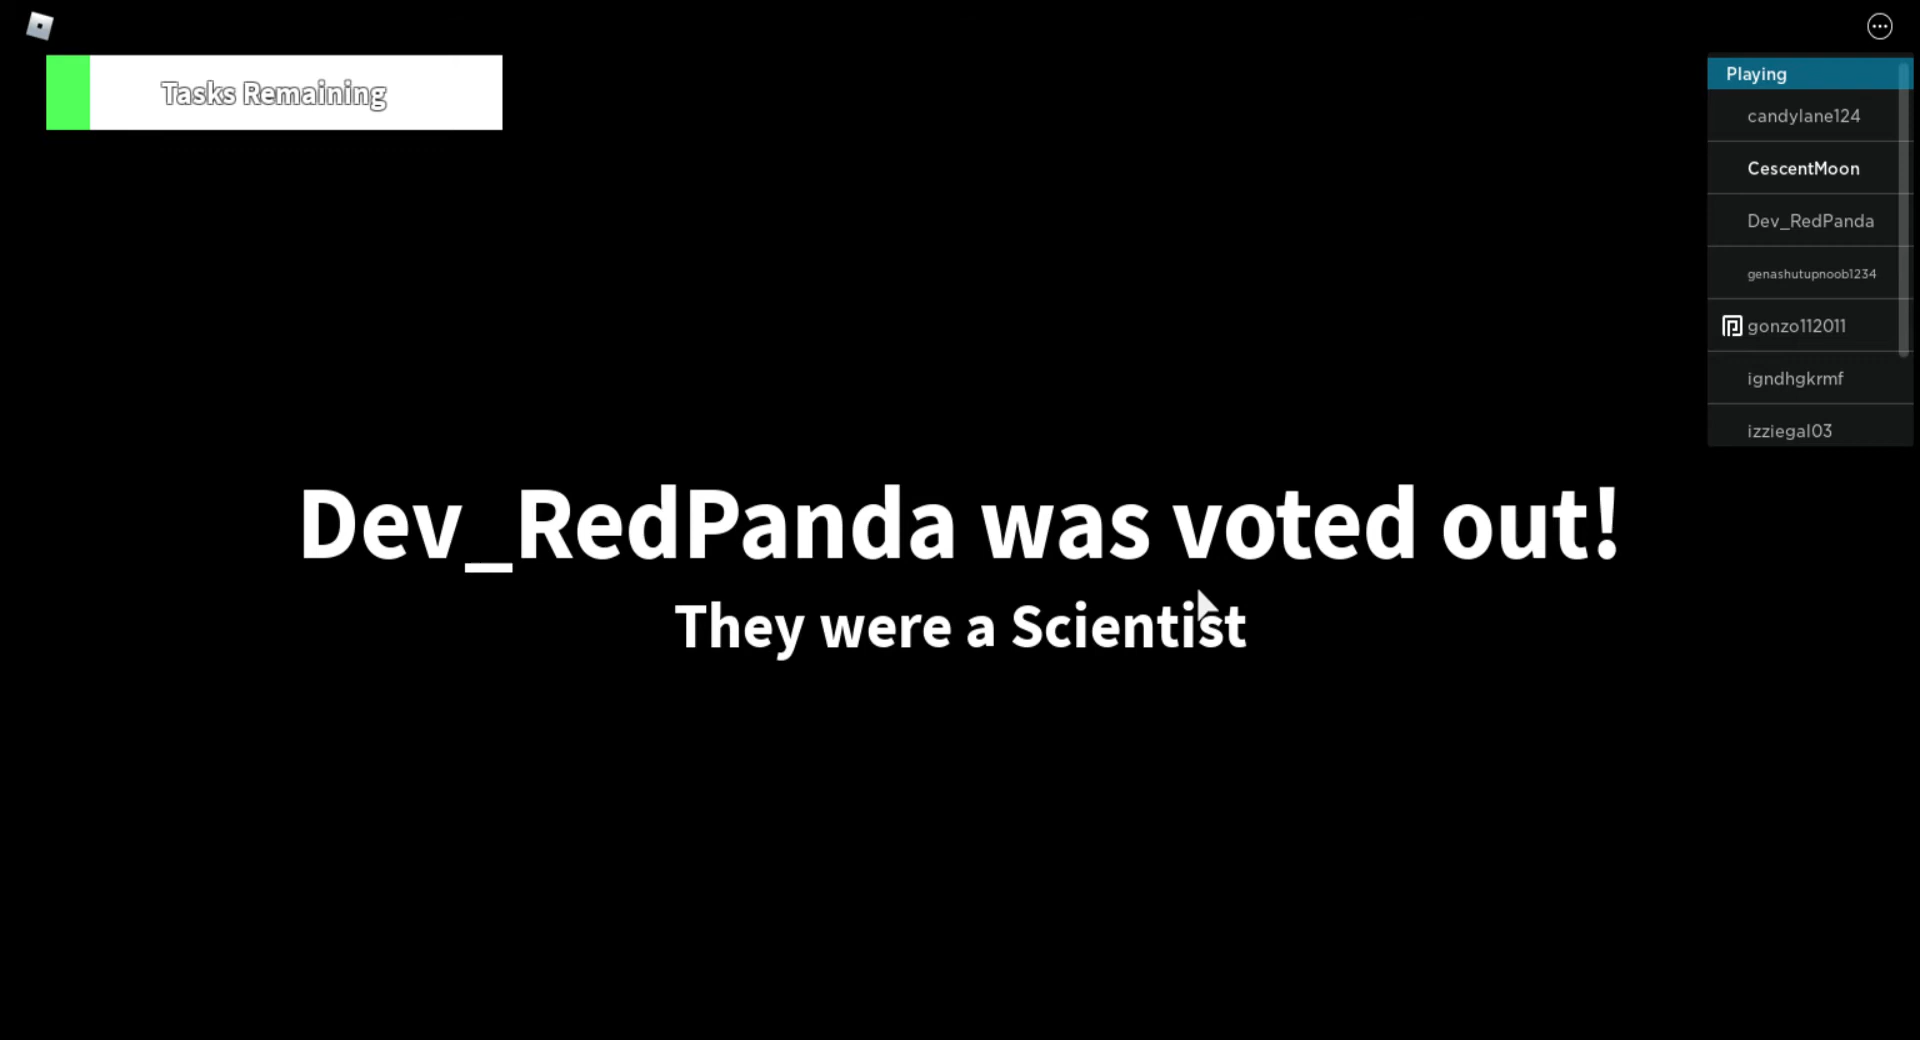 Tasks Remaining
Playing
candylane124
CescentMoon
Dev_RedPanda
genashutupnoob1234
gonzo112011
igndhgkrmf
izziegal03
Dev_RedPanda was voted out!
They were a Scientist